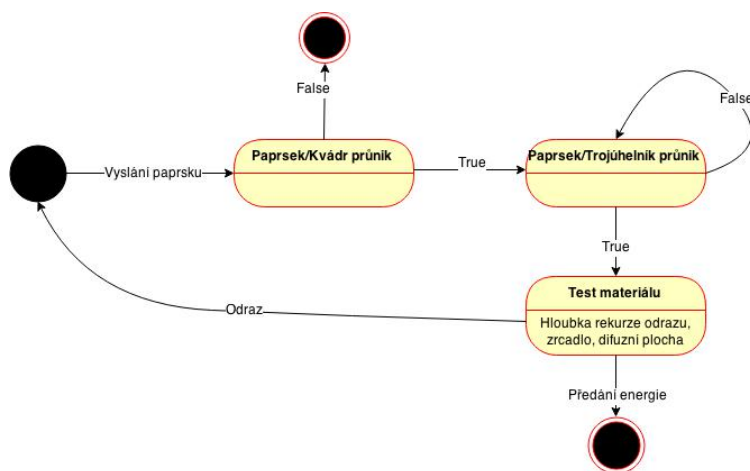 False
Paprsek/Kvádr průnik
Paprsek/Trojúhelník průnik
False
Vyslání paprsku
True
True
Test materiálu
Hloubka rekurze odrazu,
zrcadlo, difuzní plocha
Odraz
Předání energie